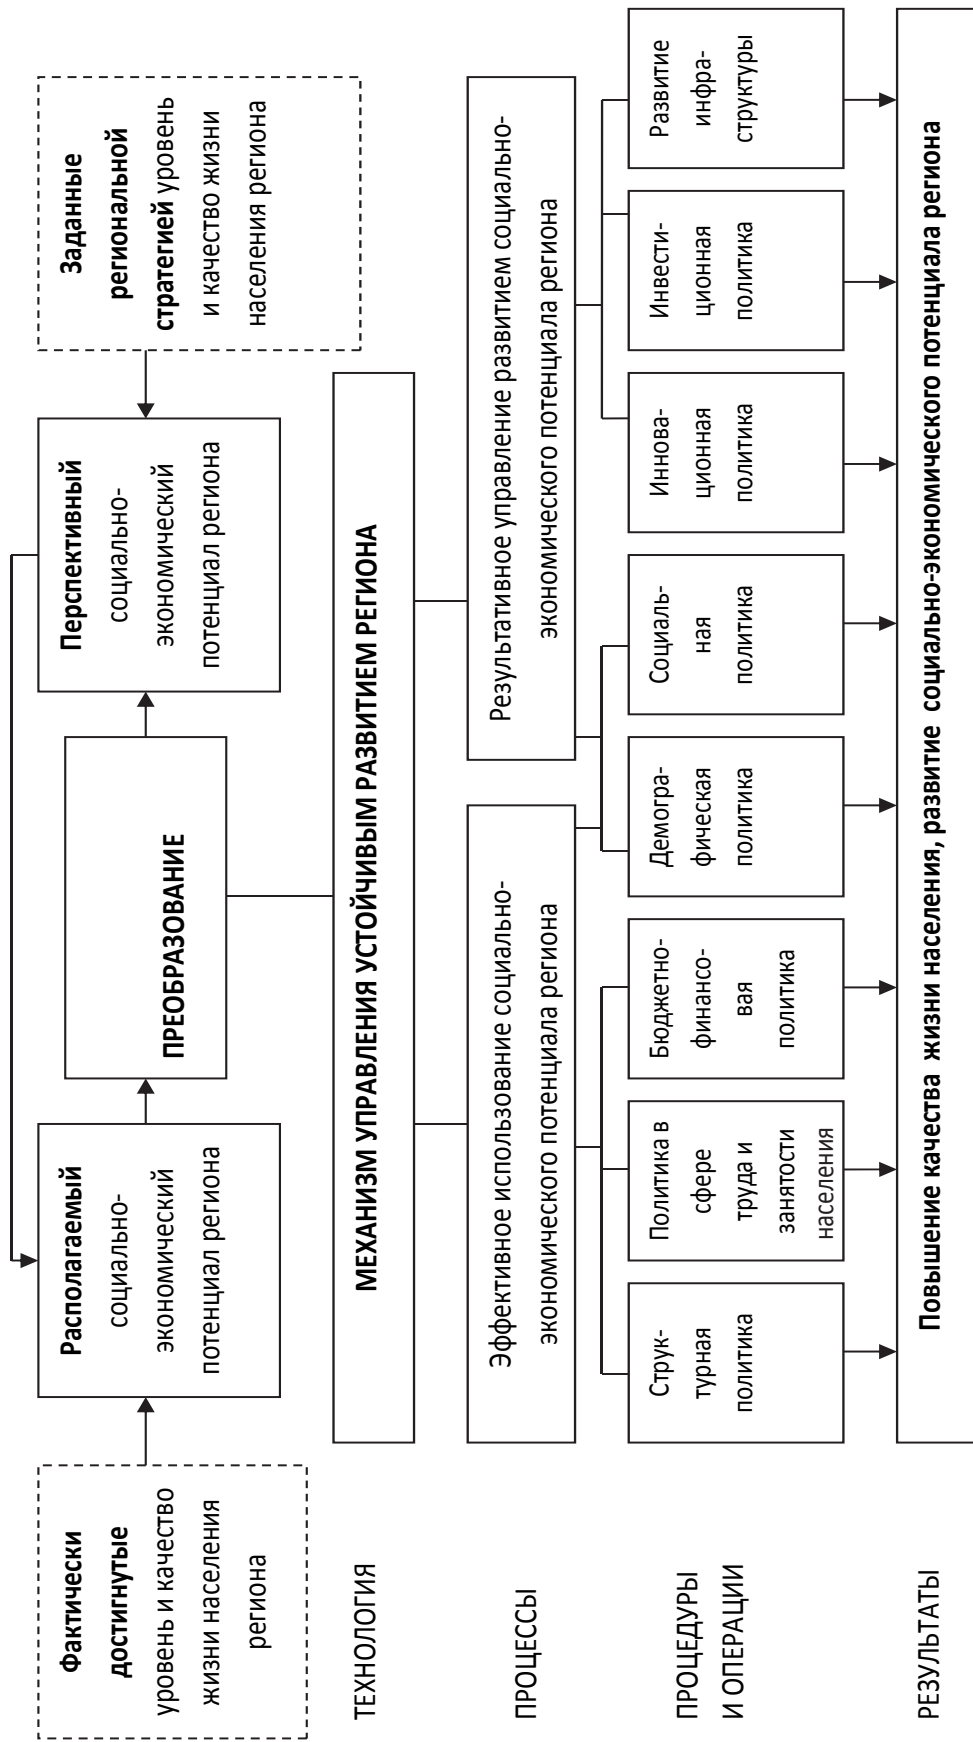 Фактически
достигнутые
уровень и качество
жизни населения
региона
Располагаемый
социально-
экономический
потенциал региона
ПРЕОБРАЗОВАНИЕ
Перспективный
социально-
экономический
потенциал региона
Заданные
региональной
стратегией уровень
и качество жизни
населения региона
ТЕХНОЛОГИЯ
МЕХАНИЗМ УПРАВЛЕНИЯ УСТОЙЧИВЫМ РАЗВИТИЕМ РЕГИОНА
ПРОЦЕССЫ
Эффективное использование социально-
экономического потенциала региона
Результативное управление развитием социально-
экономического потенциала региона
ПРОЦЕДУРЫ
И ОПЕРАЦИИ
Струк-
турная
политика
Политика в
сфере
труда и
занятости
населения
Бюджетно-
финансо-
вая
политика
Демогра-
фическая
политика
Социаль-
ная
политика
Иннова-
ционная
политика
Инвести-
ционная
политика
Развитие
инфра-
структуры
РЕЗУЛЬТАТЫ
Повышение качества жизни населения, развитие социально-экономического потенциала региона